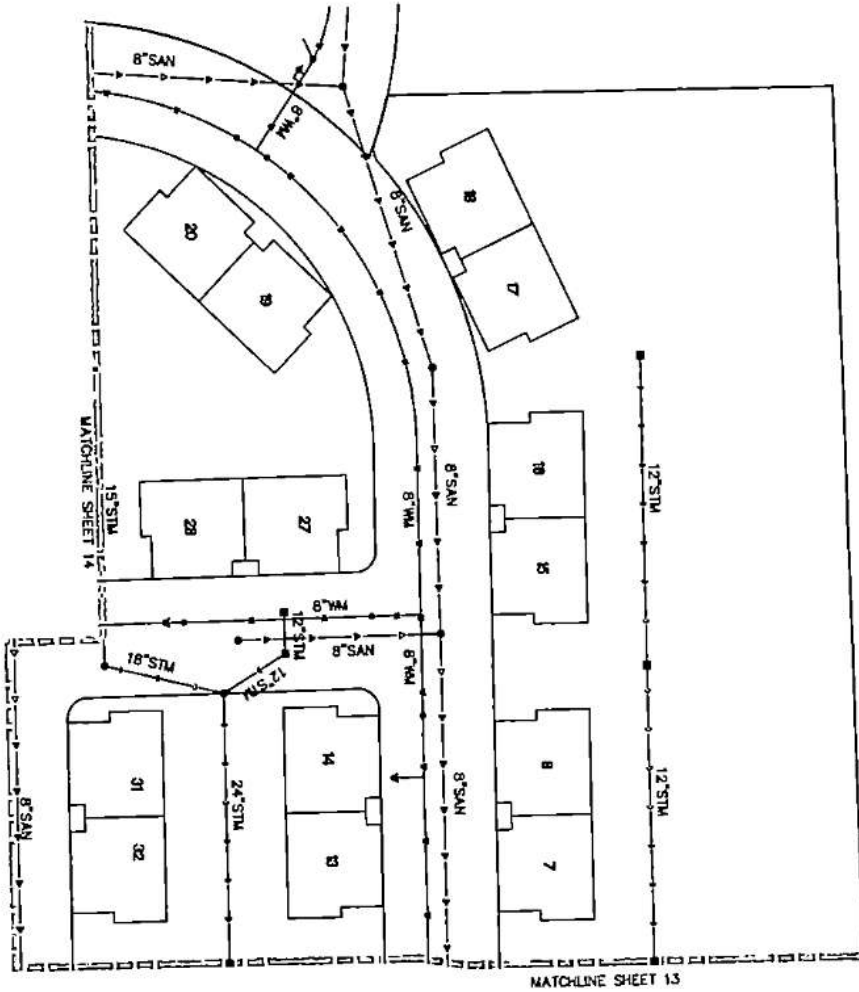 8"SAN
8"WM
8"SAN
18
17
20
19
12"STM
MATCHLINE SHEET 14
15"STM
28
27
8"WM
8"SAN
16
15
8"WM
12"STM
8"SAN
8"WM
18"STM
12"STM
8"SAN
31
32
24"STM
14
13
8"SAN
8
7
12"STM
MATCHLINE SHEET 13